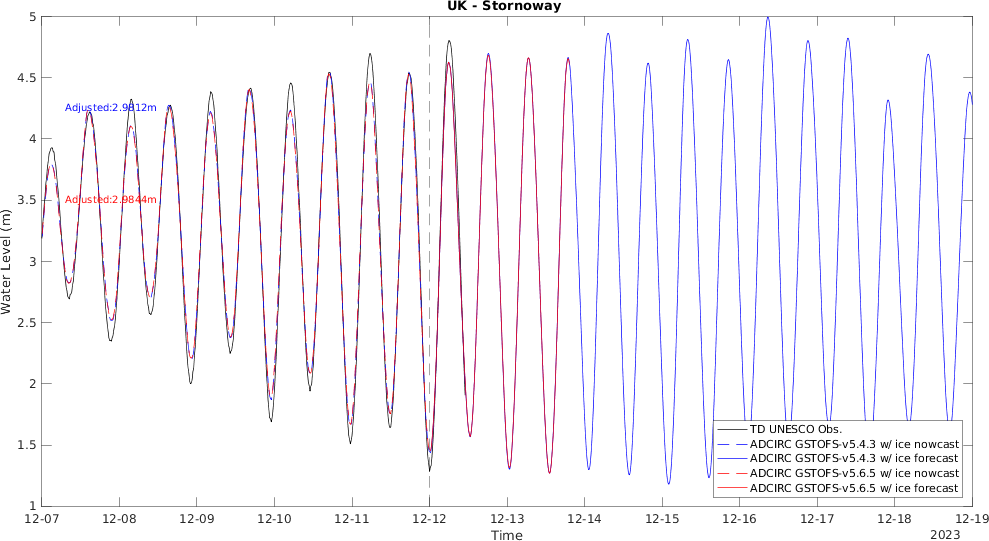 UK - Stornoway
5
4.5
4
3.5
3
2.5
2
1.5
1
Water Level (m)
Adjusted:2.9812m
Adjusted:2.9844m
TD UNESCO Obs.
ADCIRC GSTOFS-v5.4.3 w/ ice nowcast
ADCIRC GSTOFS-v5.4.3 w/ ice forecast
ADCIRC GSTOFS-v5.6.5 w/ ice nowcast
ADCIRC GSTOFS-v5.6.5 w/ ice forecast
12-07 12-08 12-09 12-10 12-11 12-12 12-13 12-14 12-15 12-16 12-17 12-18 12-19
Time
2023